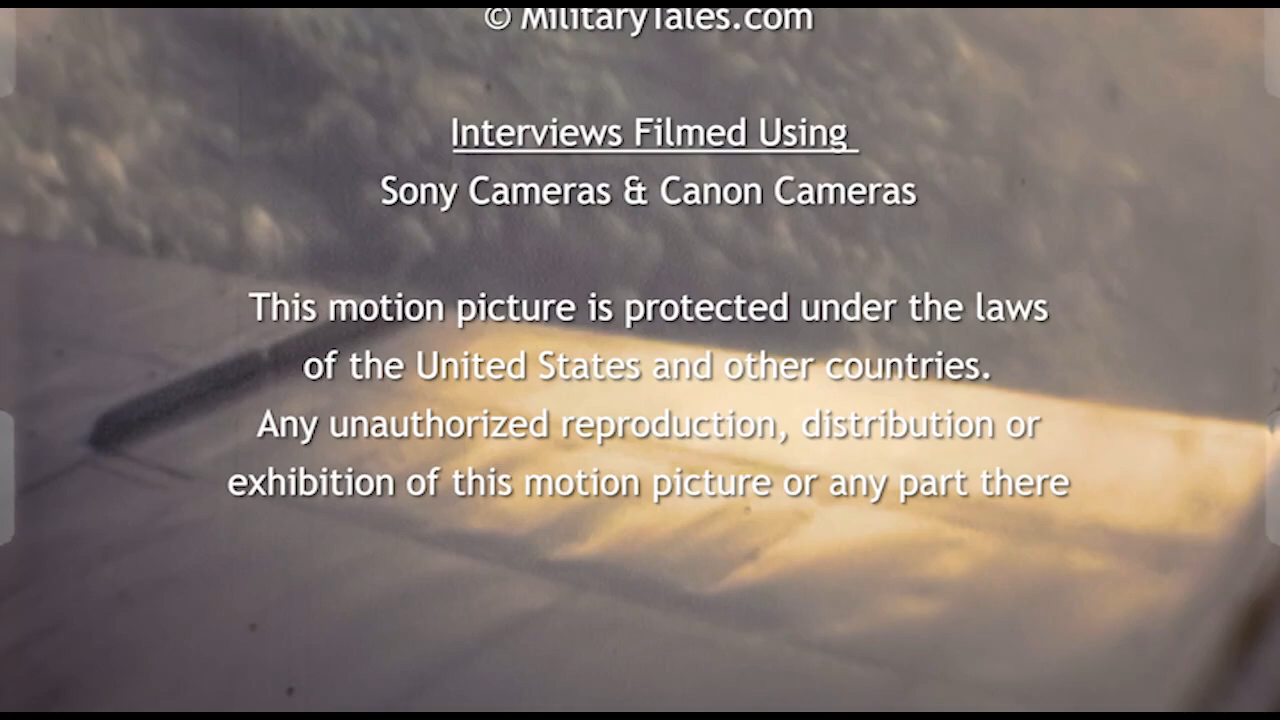 © MilitaryTales.com
Interviews Filmed Using
Sony Cameras & Canon Cameras
This motion picture is protected under the laws
of the United States and other countries.
Any unauthorized reproduction, distribution or
exhibition of this motion picture or any part there